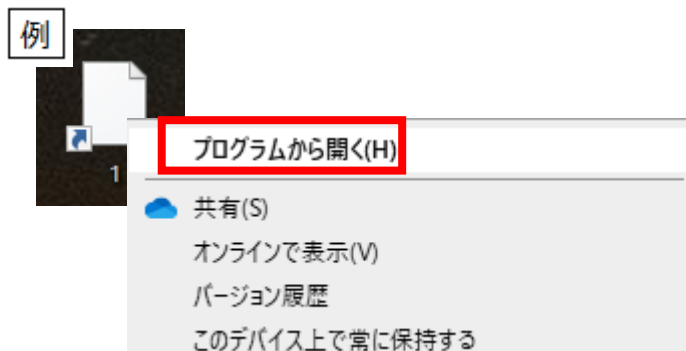 例
1
プログラムから開く(H)
共有(S)
オンラインで表示(V)
バージョン履歴
このデバイス上で常に保持する